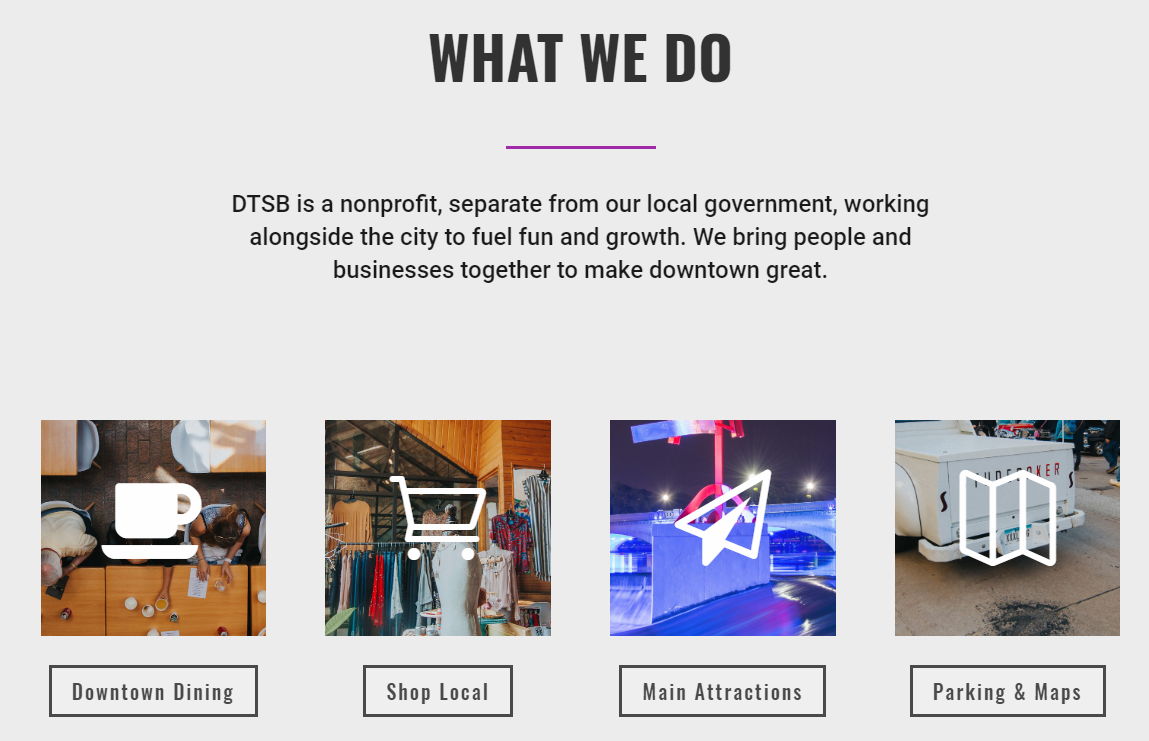 WHAT WE DO
DTSB is a nonprofit, separate from our local government, working
alongside the city to fuel fun and growth. We bring people and
businesses together to make downtown great.
Downtown Dining
Shop Local
Main Attractions
Parking & Maps